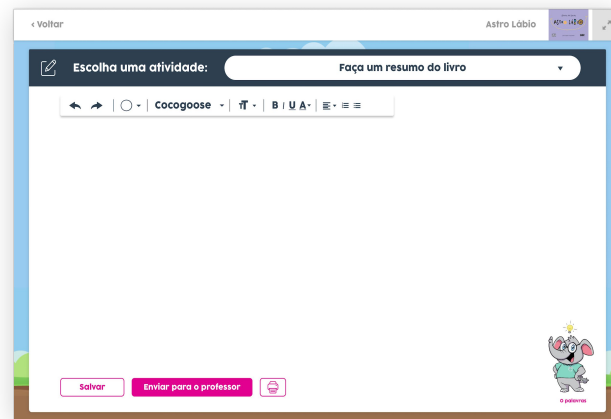 ‹ Voltar
Astro Lábio
Escolha uma atividade:
Faça um resumo do livro
Cocogoose
B I U A
Salvar
Enviar para o professor
0 palavras